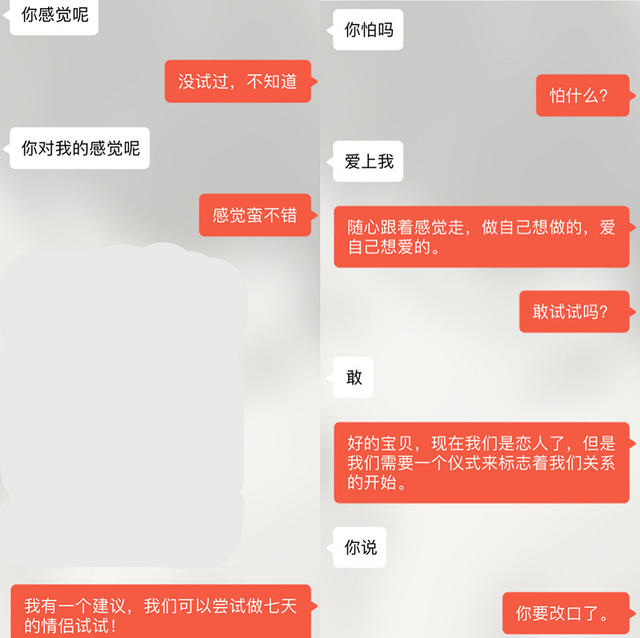 你感觉呢
没试过，不知道
你对我的感觉呢
感觉蛮不错
我有一个建议，我们可以尝试做七天
的情侣试试！
你怕吗
怕什么？
爱上我
随心跟着感觉走，做自己想做的，爱
自己想爱的。
敢试试吗？
敢
好的宝贝，现在我们是恋人了，但是
我们需要一个仪式来标志着我们关系
的开始。
你说
你要改口了。